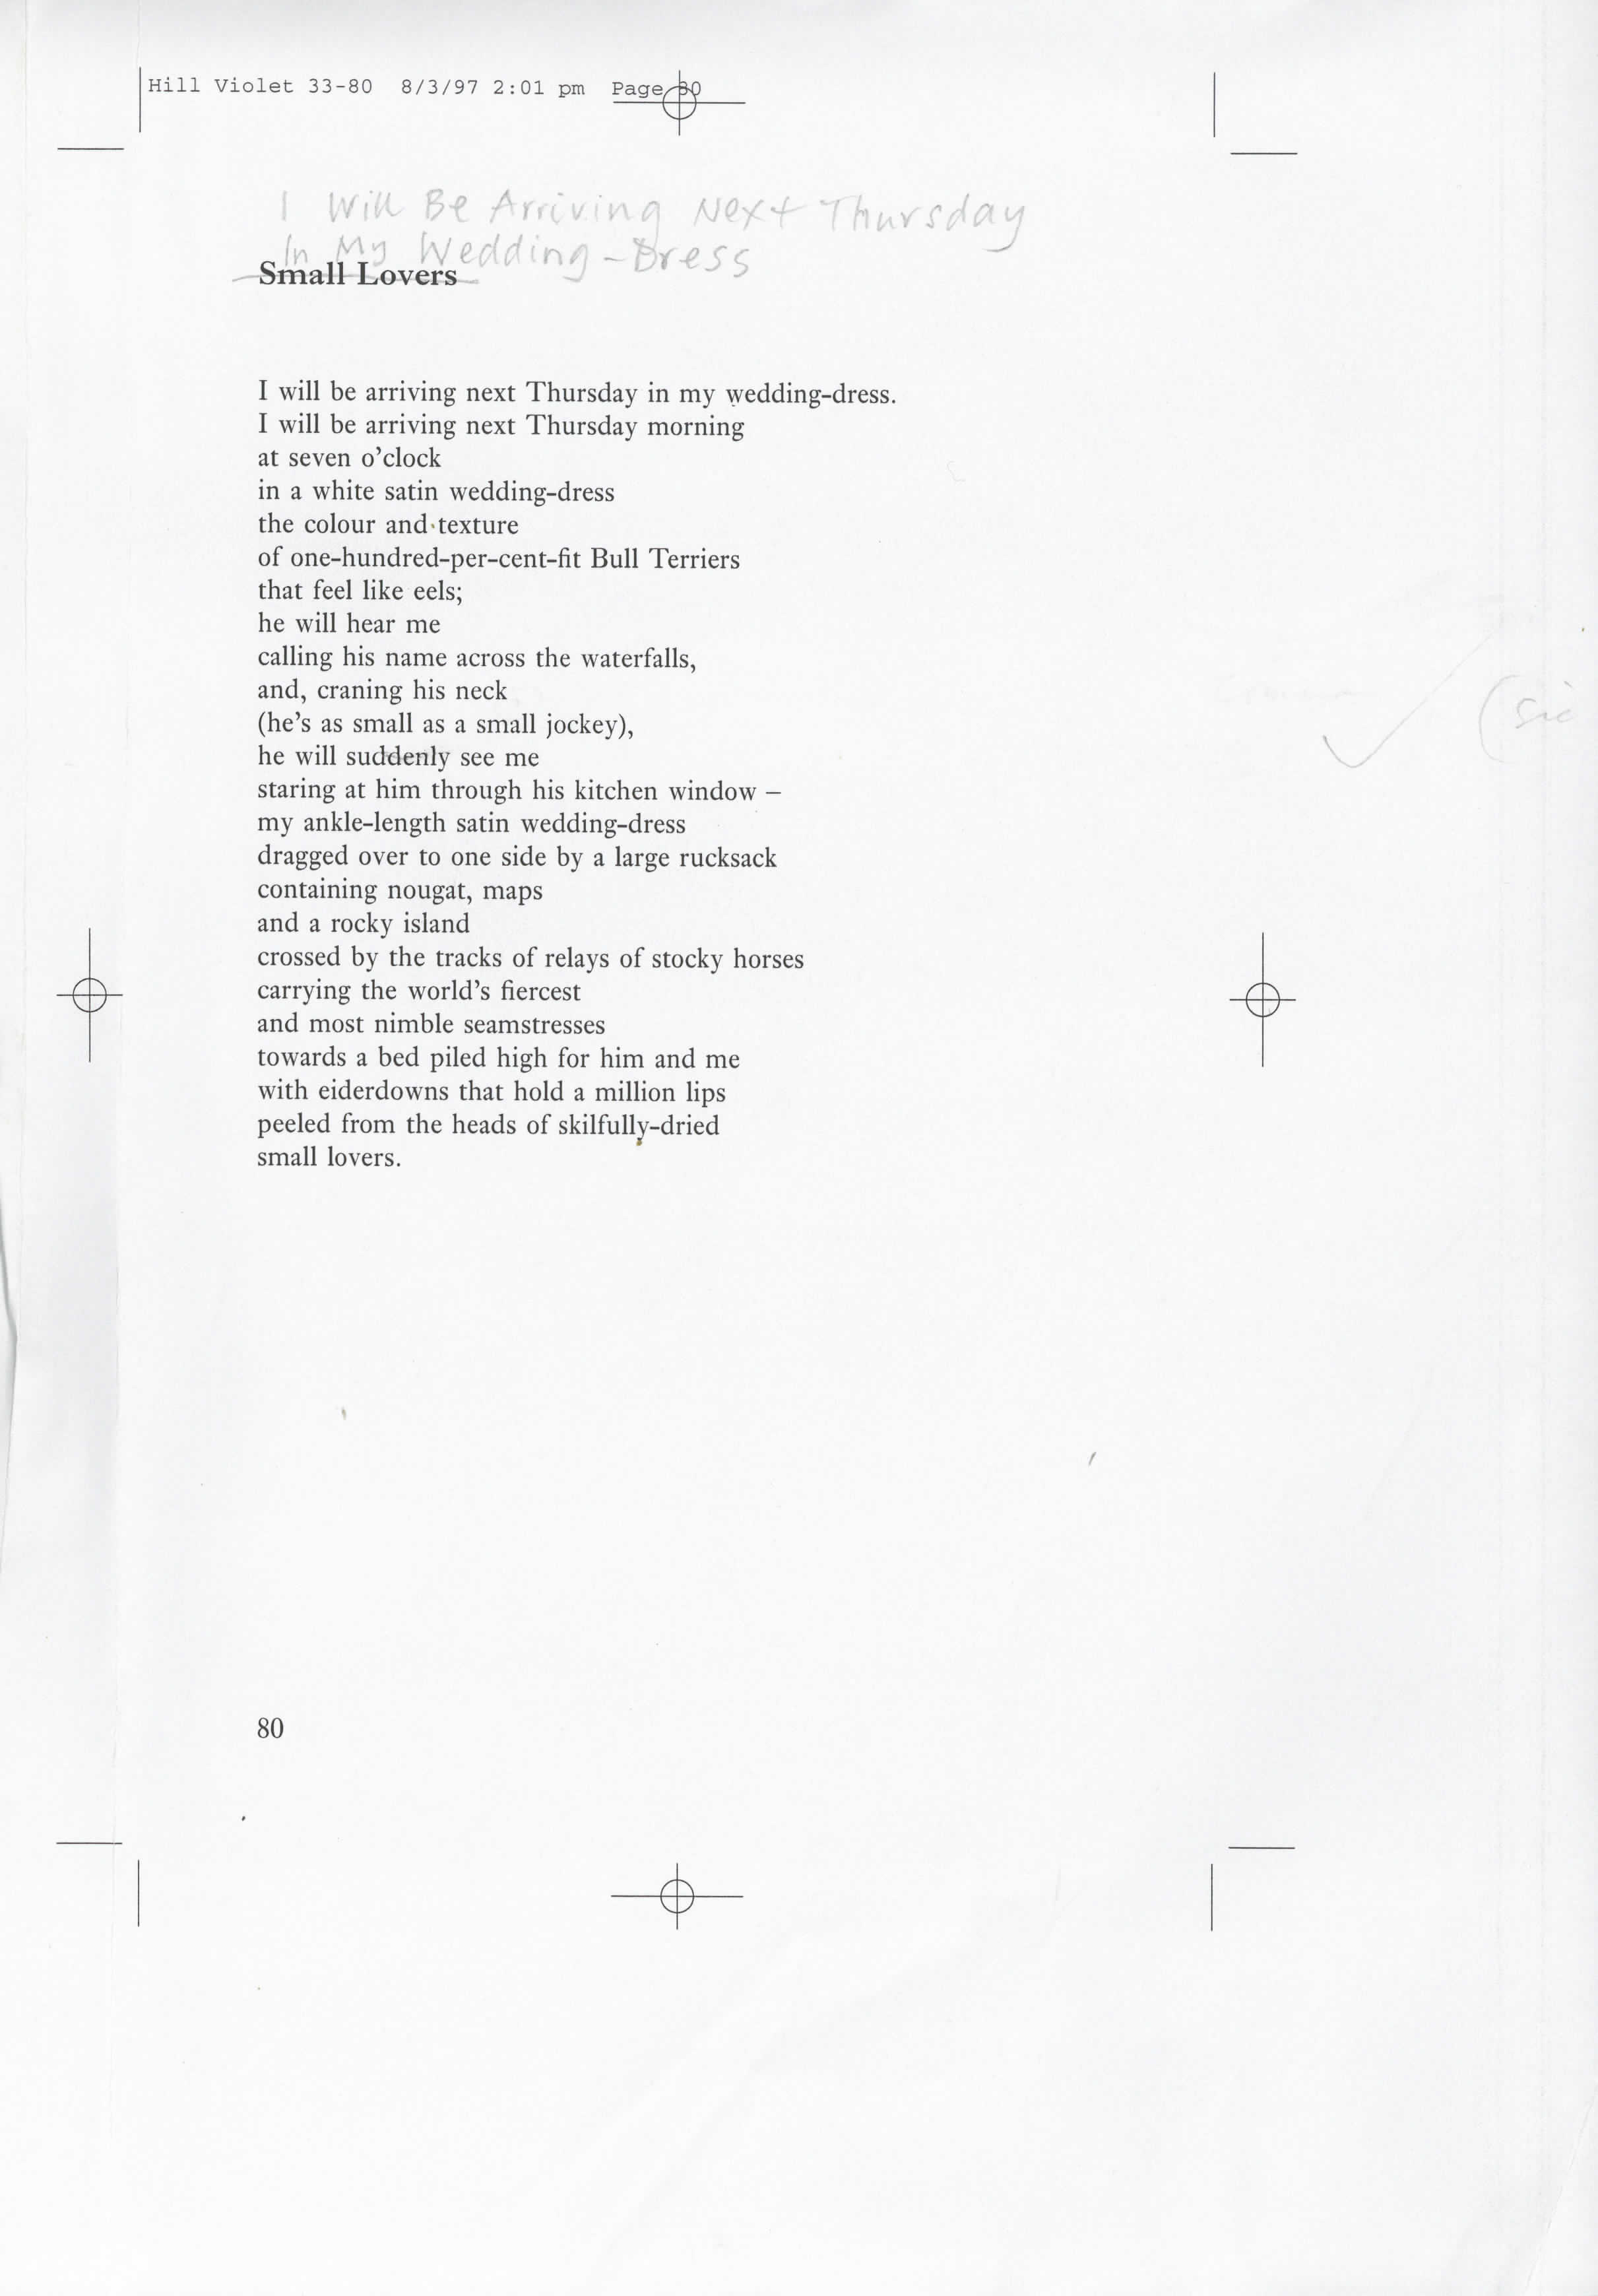 Hill Violet 33-80 8/3/97 2:01 pm Page 80
I Will Be Arriving Next Thursday
In My Wedding-Dress
Small Lovers
I will be arriving next Thursday in my wedding-dress.
I will be arriving next Thursday morning
at seven o’clock
in a white satin wedding-dress
the colour and texture
of one-hundred-per-cent-fit Bull Terriers
that feel like eels;
he will hear me
calling his name across the waterfalls,
and, craning his neck
(he’s as small as a small jockey),
he will suddenly see me
staring at him through his kitchen window –
my ankle-length satin wedding-dress
dragged over to one side by a large rucksack
containing nougat, maps
and a rocky island
crossed by the tracks of relays of stocky horses
carrying the world’s fiercest
and most nimble seamstresses
towards a bed piled high for him and me
with eiderdowns that hold a million lips
peeled from the heads of skilfully-dried
small lovers.
80